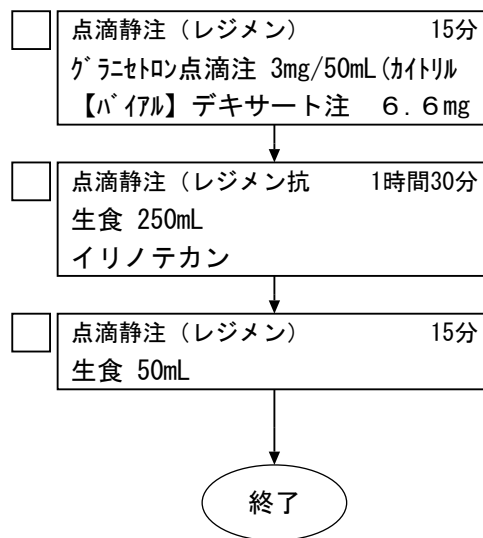 点滴静注（レジメン） 15分
ｸﾞﾗﾆｾﾄﾛﾝ点滴注 3mg/50mL(ｶｲﾄﾘﾙ
【ﾊﾞｲｱﾙ】デキサート注 ６.６mg
点滴静注（レジメン抗 1時間30分
生食 250mL
イリノテカン
点滴静注（レジメン） 15分
生食 50mL
終了